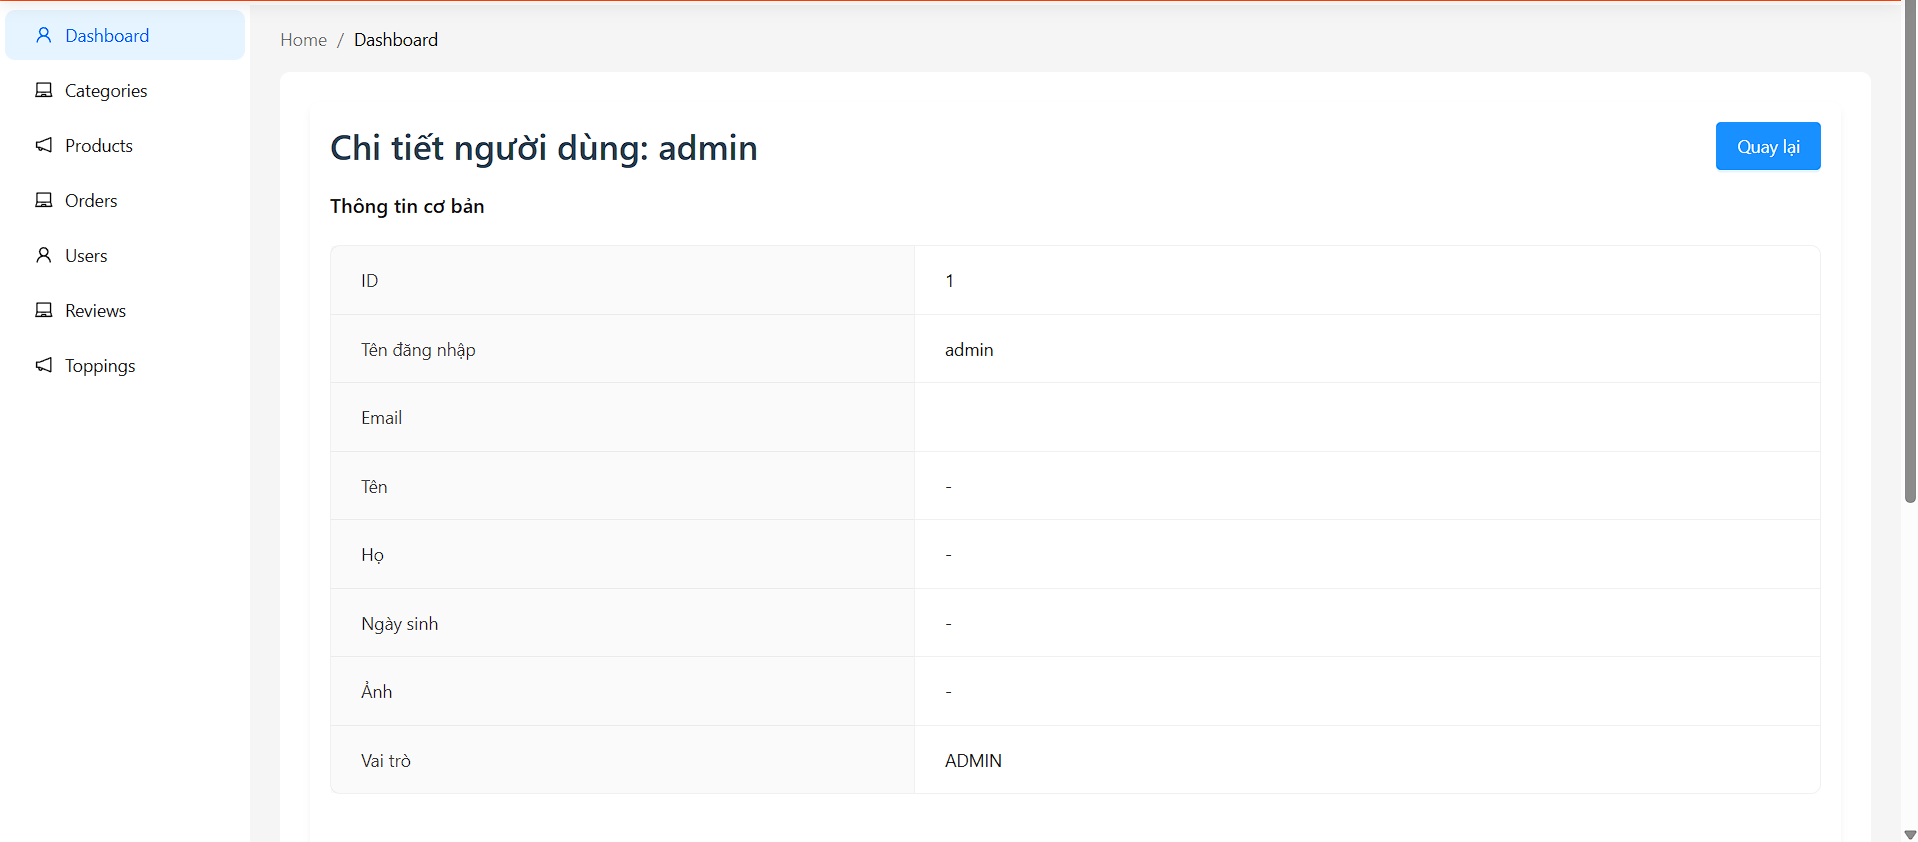 Dashboard
Categories
Products
Orders
Users
Reviews
Toppings
Home / Dashboard
Chi tiết người dùng: admin
Quay lại
Thông tin cơ bản
ID 1
Tên đăng nhập admin
Email
Tên -
Họ -
Ngày sinh -
Ảnh -
Vai trò ADMIN